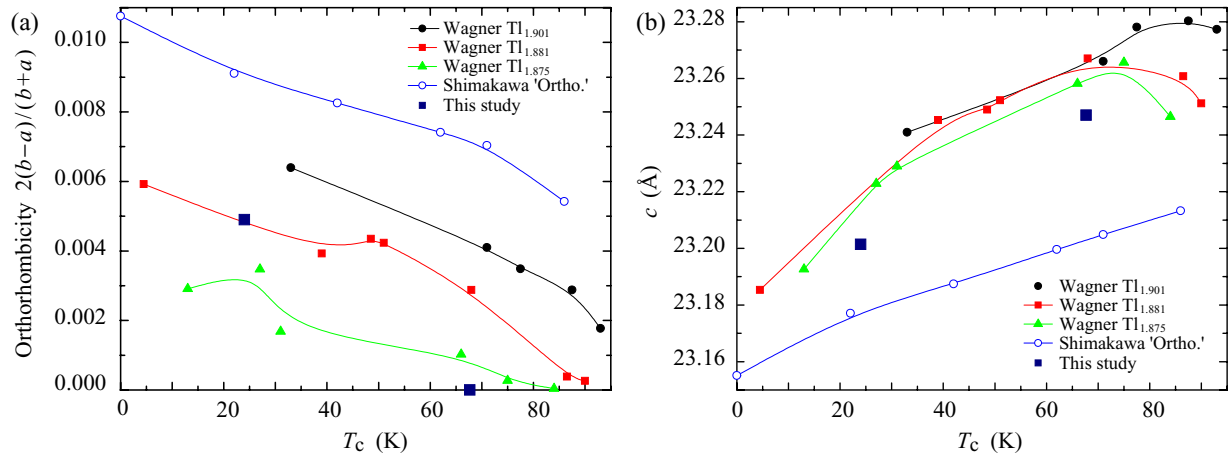 (a)
Orthorhombicity 2(b−a)/(b+a)
0.010
0.008
0.006
0.004
0.002
0.000
Wagner Tl1.901
Wagner Tl1.881
Wagner Tl1.875
Shimakawa 'Ortho.'
This study
0 20 40 60 80
Tc (K)
(b)
c (Å)
23.28
23.26
23.24
23.22
23.20
23.18
23.16
Wagner Tl1.901
Wagner Tl1.881
Wagner Tl1.875
Shimakawa 'Ortho.'
This study
0 20 40 60 80
Tc (K)